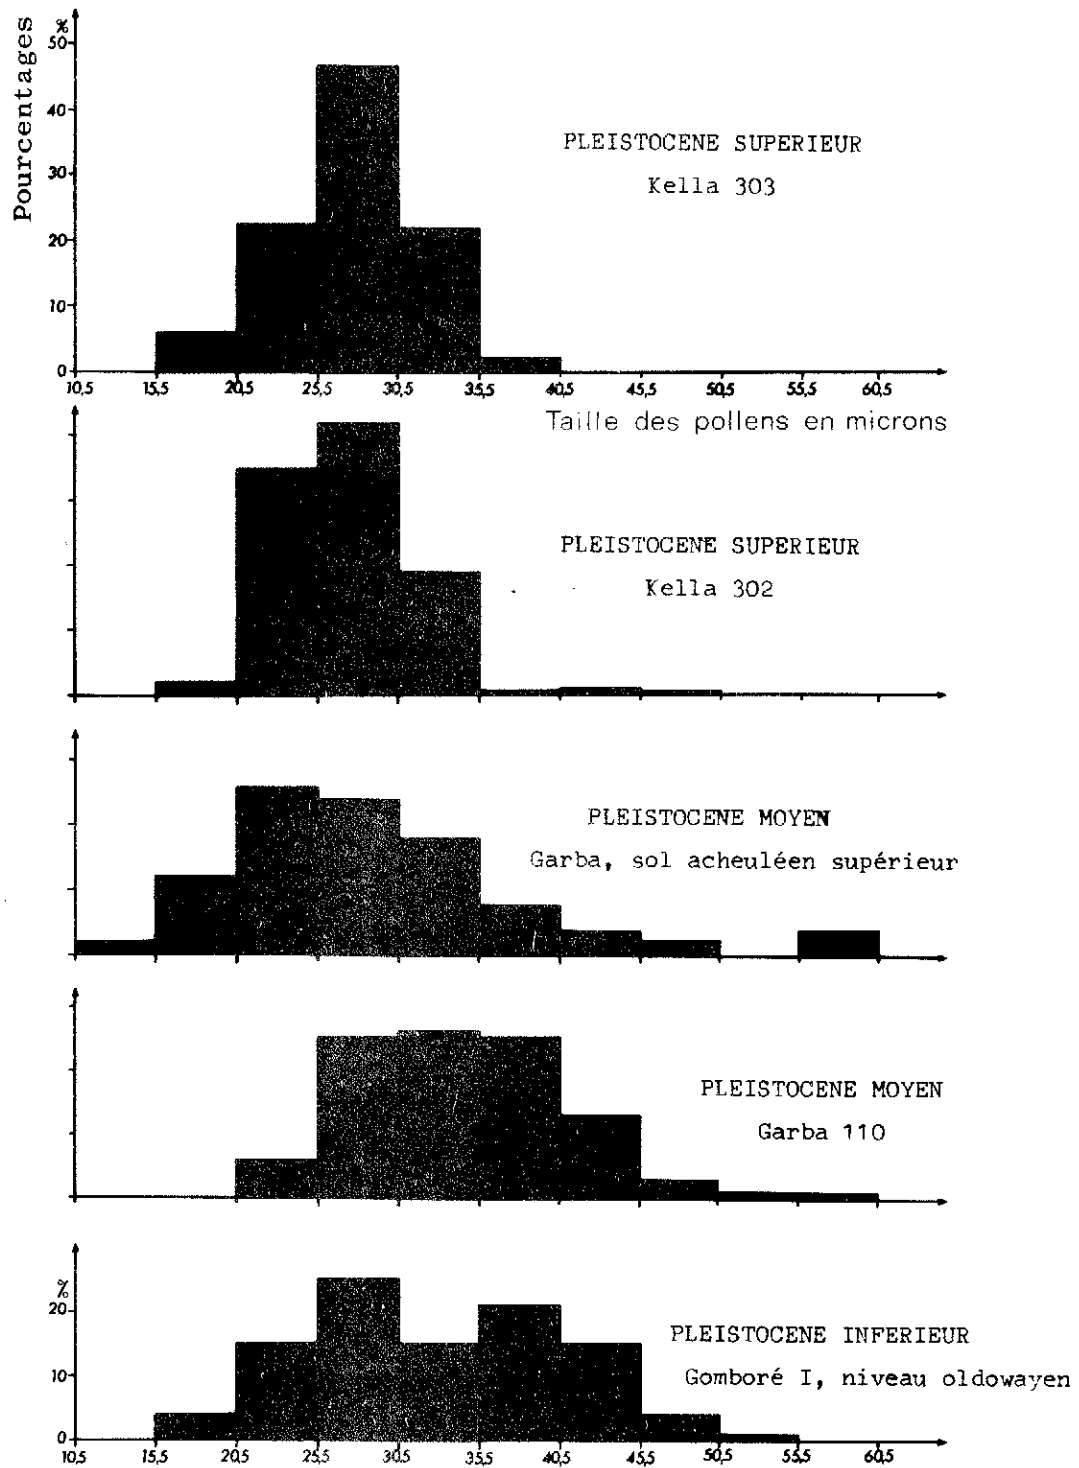 Pourcentages
%
50
40
30
20
10
0
PLEISTOCENE SUPERIEUR
Kella 303
10,5 15,5 20,5 25,5 30,5 35,5 40,5 45,5 50,5 55,5 60,5
Taille des pollens en microns
PLEISTOCENE SUPERIEUR
Kella 302
PLEISTOCENE MOYEN
Garba, sol acheuléen supérieur
PLEISTOCENE MOYEN
Garba 110
%
20
10
0
PLEISTOCENE INFERIEUR
Gomboré I, niveau oldowayen
10,5 15,5 20,5 25,5 30,5 35,5 40,5 45,5 50,5 55,5 60,5